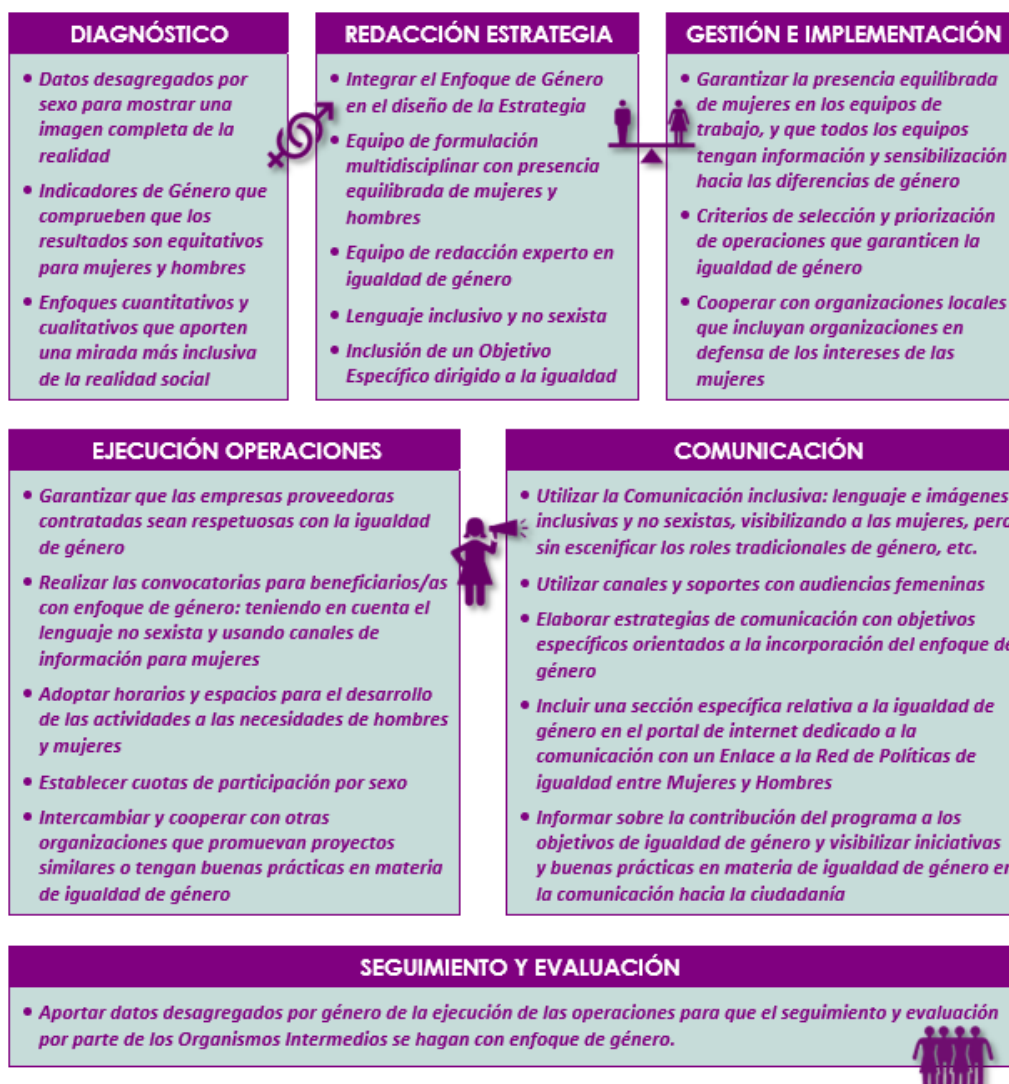 DIAGNÓSTICO
• Datos desagregados por
sexo para mostrar una
imagen completa de la
realidad
• Indicadores de Género que
comprueben que los
resultados son equitativos
para mujeres y hombres
• Enfoques cuantitativos y
cualitativos que aporten
una mirada más inclusiva
de la realidad social
REDACCIÓN ESTRATEGIA
• Integrar el Enfoque de Género
en el diseño de la Estrategia
• Equipo de formulación
multidisciplinar con presencia
equilibrada de mujeres y
hombres
• Equipo de redacción experto en
igualdad de género
• Lenguaje inclusivo y no sexista
• Inclusión de un Objetivo
Específico dirigido a la igualdad
GESTIÓN E IMPLEMENTACIÓN
• Garantizar la presencia equilibrada
de mujeres en los equipos de
trabajo, y que todos los equipos
tengan información y sensibilización
hacia las diferencias de género
• Criterios de selección y priorización
de operaciones que garanticen la
igualdad de género
• Cooperar con organizaciones locales
que incluyan organizaciones en
defensa de los intereses de las
mujeres
EJECUCIÓN OPERACIONES
• Garantizar que las empresas proveedoras
contratadas sean respetuosas con la igualdad
de género
• Realizar las convocatorias para beneficiarios/as
con enfoque de género: teniendo en cuenta el
lenguaje no sexista y usando canales de
información para mujeres
• Adoptar horarios y espacios para el desarrollo
de las actividades a las necesidades de hombres
y mujeres
• Establecer cuotas de participación por sexo
• Intercambiar y cooperar con otras
organizaciones que promuevan proyectos
similares o tengan buenas prácticas en materia
de igualdad de género
COMUNICACIÓN
• Utilizar la Comunicación inclusiva: lenguaje e imágenes
inclusivas y no sexistas, visibilizando a las mujeres, pero
sin escenificar los roles tradicionales de género, etc.
• Utilizar canales y soportes con audiencias femeninas
• Elaborar estrategias de comunicación con objetivos
específicos orientados a la incorporación del enfoque de
género
• Incluir una sección específica relativa a la igualdad de
género en el portal de internet dedicado a la
comunicación con un Enlace a la Red de Políticas de
igualdad entre Mujeres y Hombres
• Informar sobre la contribución del programa a los
objetivos de igualdad de género y visibilizar iniciativas
y buenas prácticas en materia de igualdad de género en
la comunicación hacia la ciudadanía
SEGUIMIENTO Y EVALUACIÓN
• Aportar datos desagregados por género de la ejecución de las operaciones para que el seguimiento y evaluación
por parte de los Organismos Intermedios se hagan con enfoque de género.